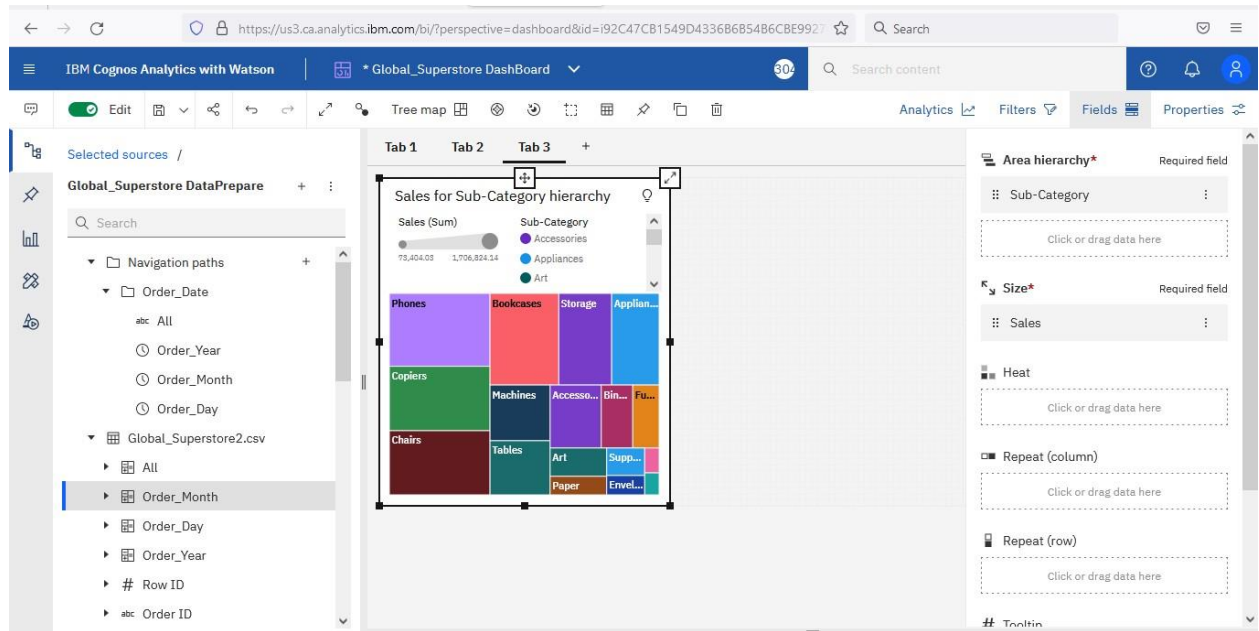 https://us3.ca.analytics.ibm.com/bi/?perspective=dashboard&id=i92C47CB1549D4336B6B54B6CBE9927
Search
IBM Cognos Analytics with Watson
* Global_Superstore DashBoard
304
Search content
Edit
Tree map
Analytics
Filters
Fields
Properties
Selected sources /
Global_Superstore DataPrepare
Search
Navigation paths
Order_Date
abc All
Order_Year
Order_Month
Order_Day
Global_Superstore2.csv
All
Order_Month
Order_Day
Order_Year
# Row ID
abc Order ID
Tab 1 Tab 2 Tab 3 +
Sales for Sub-Category hierarchy
Sales (Sum)
73,404.03 1,706,824.14
Sub-Category
Accessories
Appliances
Art
Phones
Bookcases
Storage
Applian...
Copiers
Machines
Accesso...
Bin...
Fu...
Chairs
Tables
Art
Supp...
Paper
Envel...
Area hierarchy* Required field
Sub-Category
Click or drag data here
Size* Required field
Sales
Heat
Click or drag data here
Repeat (column)
Click or drag data here
Repeat (row)
Click or drag data here
# Tooltip